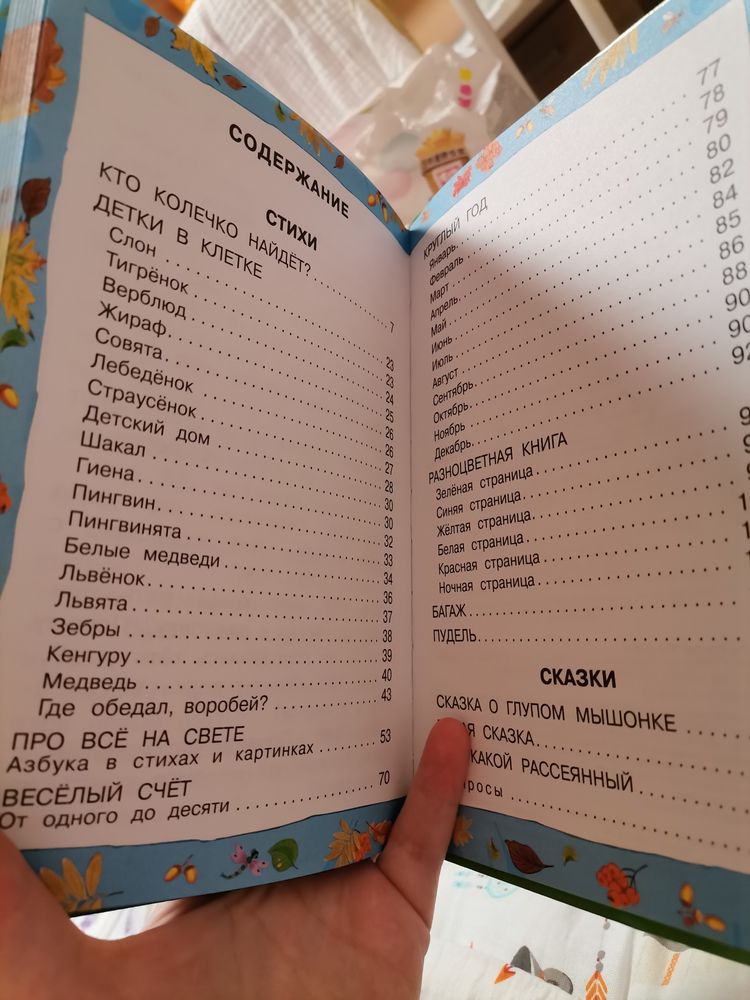 СОДЕРЖАНИЕ
СТИХИ
КТО КОЛЕЧКО НАЙДЁТ? 7
ДЕТКИ В КЛЕТКЕ
Слон 23
Тигрёнок 23
Верблюд 24
Жираф 25
Совята 26
Лебедёнок 26
Страусёнок 27
Детский дом 28
Шакал 30
Гиена 30
Пингвин 32
Пингвинята 33
Белые медведи 34
Львёнок 36
Львята 37
Зебры 38
Кенгуру 39
Медведь 40
Где обедал, воробей? 43
ПРО ВСЁ НА СВЕТЕ
Азбука в стихах и картинках 53
ВЕСЁЛЫЙ СЧЁТ
От одного до десяти 70
КРУГЛЫЙ ГОД
Январь 77
Февраль 78
Март 79
Апрель 80
Май 82
Июнь 84
Июль 85
Август 86
Сентябрь 88
Октябрь 90
Ноябрь 90
Декабрь 92
РАЗНОЦВЕТНАЯ КНИГА
Зелёная страница
Синяя страница
Жёлтая страница
Белая страница
Красная страница
Ночная страница
БАГАЖ
ПУДЕЛЬ
СКАЗКИ
СКАЗКА О ГЛУПОМ МЫШОНКЕ
СКАЗКА
КАКОЙ РАССЕЯННЫЙ